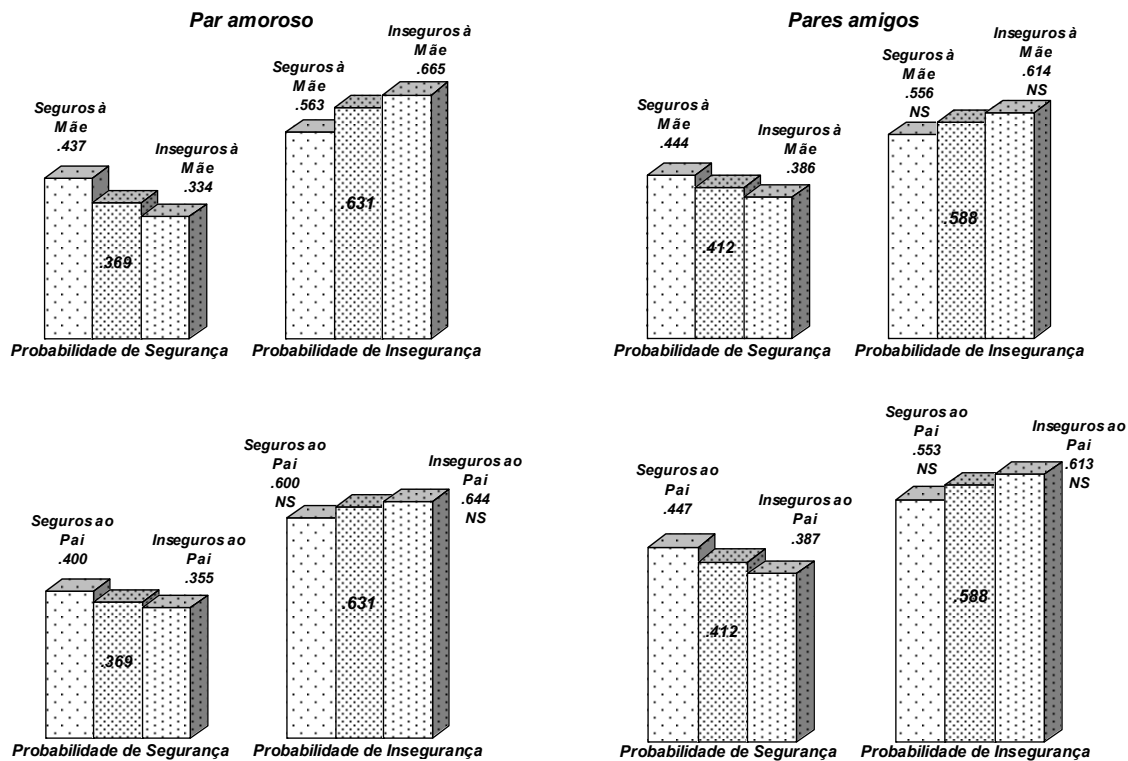 Par amoroso
Seguros à
Mãe
.437
Inseguros à
Mãe
.334
.369
Probabilidade de Segurança
Seguros à
Mãe
.563
Inseguros à
Mãe
.665
.631
Probabilidade de Insegurança
Pares amigos
Seguros à
Mãe
.444
Inseguros à
Mãe
.386
.412
Probabilidade de Segurança
Seguros à
Mãe
.556
NS
Inseguros à
Mãe
.614
NS
.588
Probabilidade de Insegurança
Seguros ao
Pai
.400
Inseguros ao
Pai
.355
.369
Probabilidade de Segurança
Seguros ao
Pai
.600
NS
Inseguros ao
Pai
.644
NS
.631
Probabilidade de Insegurança
Seguros ao
Pai
.447
Inseguros ao
Pai
.387
.412
Probabilidade de Segurança
Seguros ao
Pai
.553
NS
Inseguros ao
Pai
.613
NS
.588
Probabilidade de Insegurança